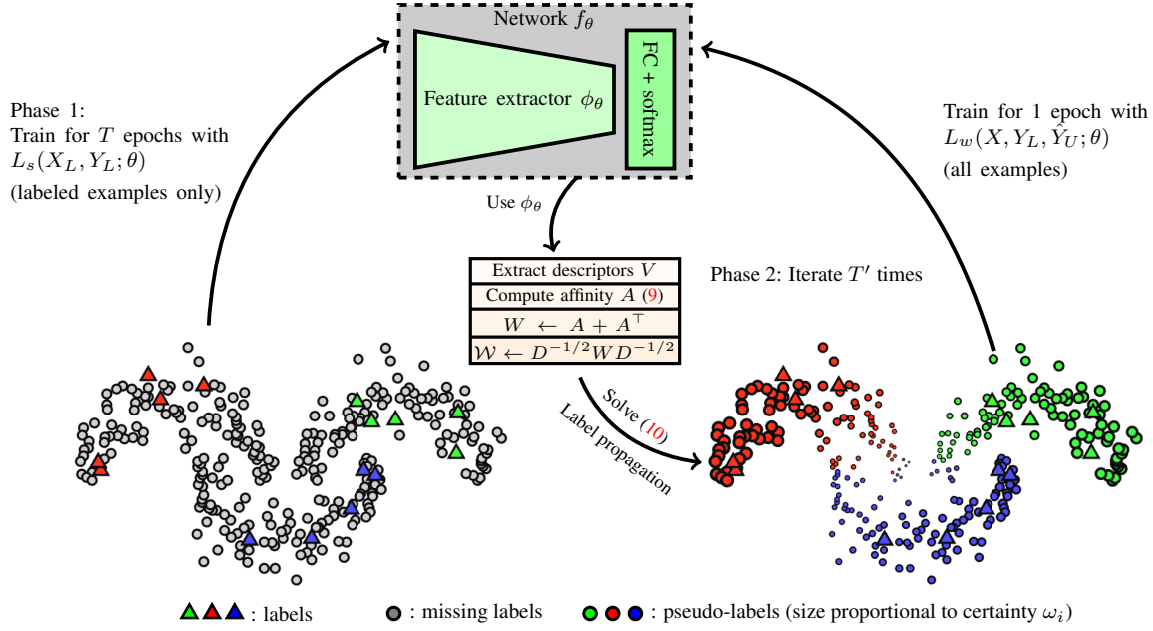 Network $f_\theta$
Feature extractor $\phi_\theta$
FC + softmax
Phase 1:
Train for $T$ epochs with
$L_s(X_L, Y_L; \theta)$
(labeled examples only)
Train for 1 epoch with
$L_w(X, Y_L, \hat{Y}_U; \theta)$
(all examples)
Use $\phi_\theta$
Extract descriptors $V$
Compute affinity $A$ (9)
$W \leftarrow A + A^\top$
$\mathcal{W} \leftarrow D^{-1/2} W D^{-1/2}$
Phase 2: Iterate $T'$ times
Solve (10)
Label propagation
: labels
: missing labels
: pseudo-labels (size proportional to certainty $\omega_i$)